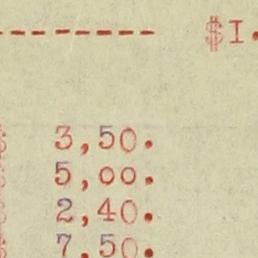 ---------- $I.
3,50.
5,00.
2,40.
7,50.